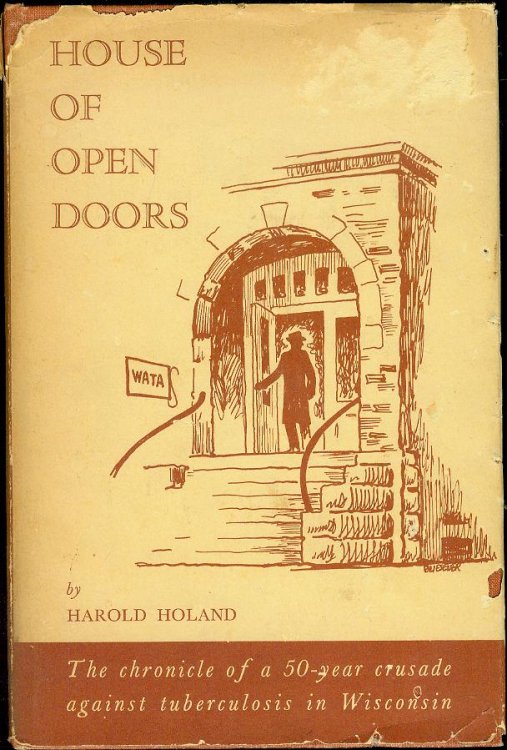 HOUSE
OF
OPEN
DOORS
WATA
by
HAROLD HOLAND
The chronicle of a 50-year crusade
against tuberculosis in Wisconsin